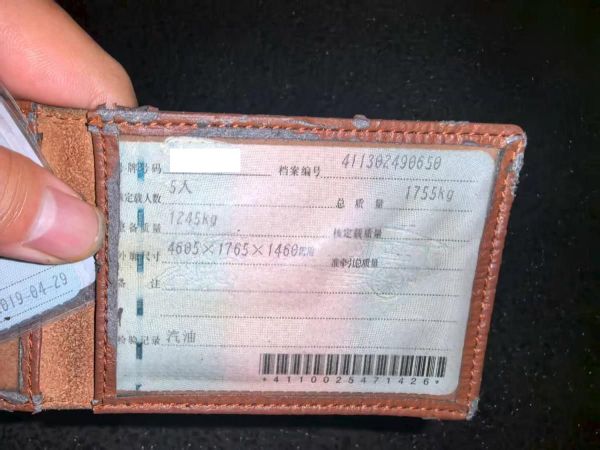 号牌号码 档案编号 411302490650
核定载人数 5人 总质量 1755kg
整备质量 1245kg 核定载质量
外廓尺寸 4605×1765×1460 准牵引总质量
备注
检验记录 汽油
*4110025471426*
019-04-29